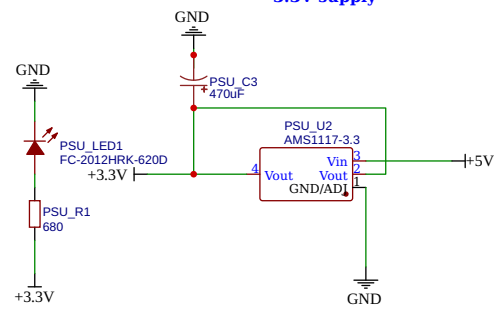 3.3V supply
GND
GND
PSU_C3
470uF
PSU_LED1
FC-2012HRK-620D
+3.3V
PSU_U2
AMS1117-3.3
4
Vout
Vin
3
Vout
2
GND/ADJ
1
+5V
PSU_R1
680
+3.3V
GND